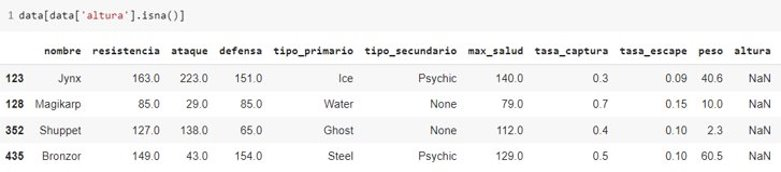 1 data[data['altura'].isna()]
nombre resistencia ataque defensa tipo_primario tipo_secundario max_salud tasa_captura tasa_escape peso altura
123 Jynx 163.0 223.0 151.0 Ice Psychic 140.0 0.3 0.09 40.6 NaN
128 Magikarp 85.0 29.0 85.0 Water None 79.0 0.7 0.15 10.0 NaN
352 Shuppet 127.0 138.0 65.0 Ghost None 112.0 0.4 0.10 2.3 NaN
435 Bronzor 149.0 43.0 154.0 Steel Psychic 129.0 0.5 0.10 60.5 NaN